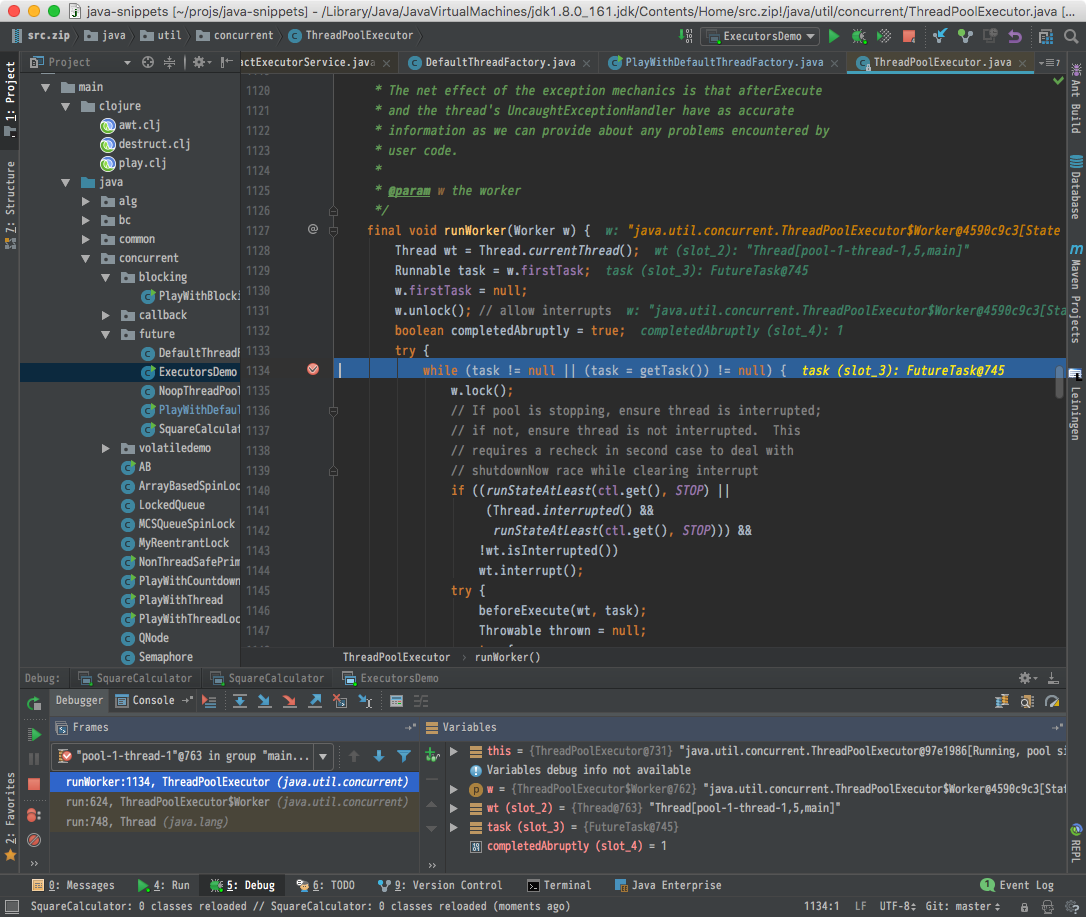 java-snippets [~/projs/java-snippets] - /Library/Java/JavaVirtualMachines/jdk1.8.0_161.jdk/Contents/Home/src.zip!/java/util/concurrent/ThreadPoolExecutor.java [...
src.zip java util concurrent ThreadPoolExecutor ExecutorsDemo
Project actExecutorService.java DefaultThreadFactory.java PlayWithDefaultThreadFactory.java ThreadPoolExecutor.java
1: Project
7: Structure
2: Favorites
main
clojure
awt.clj
destruct.clj
play.clj
java
alg
bc
common
concurrent
blocking
PlayWithBlocki
callback
future
DefaultThreadF
ExecutorsDemo
NoopThreadPool
PlayWithDefaul
SquareCalculat
volatiledemo
AB
ArrayBasedSpinLoc
LockedQueue
MCSQueueSpinLock
MyReentrantLock
NonThreadSafePrim
PlayWithCountdown
PlayWithThread
PlayWithThreadLoc
QNode
Semaphore
1120 * The net effect of the exception mechanics is that afterExecute
1121 * and the thread's UncaughtExceptionHandler have as accurate
1122 * information as we can provide about any problems encountered by
1123 * user code.
1124 *
1125 * @param w the worker
1126 */
1127 @ final void runWorker(Worker w) { w: "java.util.concurrent.ThreadPoolExecutor$Worker@4590c9c3[State
1128 Thread wt = Thread.currentThread(); wt (slot_2): "Thread[pool-1-thread-1,5,main]"
1129 Runnable task = w.firstTask; task (slot_3): FutureTask@745
1130 w.firstTask = null;
1131 w.unlock(); // allow interrupts w: "java.util.concurrent.ThreadPoolExecutor$Worker@4590c9c3[Sta
1132 boolean completedAbruptly = true; completedAbruptly (slot_4): 1
1133 try {
1134 while (task != null || (task = getTask()) != null) { task (slot_3): FutureTask@745
1135 w.lock();
1136 // If pool is stopping, ensure thread is interrupted;
1137 // if not, ensure thread is not interrupted. This
1138 // requires a recheck in second case to deal with
1139 // shutdownNow race while clearing interrupt
1140 if ((runStateAtLeast(ctl.get(), STOP) ||
1141 (Thread.interrupted() &&
1142 runStateAtLeast(ctl.get(), STOP))) &&
1143 !wt.isInterrupted())
1144 wt.interrupt();
1145 try {
1146 beforeExecute(wt, task);
1147 Throwable thrown = null;
ThreadPoolExecutor runWorker()
Ant Build
Database
m Maven Projects
Leiningen
REPL
Debug: SquareCalculator SquareCalculator ExecutorsDemo
Debugger Console
Frames
"pool-1-thread-1"@763 in group "main...
runWorker:1134, ThreadPoolExecutor (java.util.concurrent)
run:624, ThreadPoolExecutor$Worker (java.util.concurrent)
run:748, Thread (java.lang)
Variables
this = {ThreadPoolExecutor@731} "java.util.concurrent.ThreadPoolExecutor@97e1986[Running, pool si
Variables debug info not available
w = {ThreadPoolExecutor$Worker@762} "java.util.concurrent.ThreadPoolExecutor$Worker@4590c9c3[Stat
wt (slot_2) = {Thread@763} "Thread[pool-1-thread-1,5,main]"
task (slot_3) = {FutureTask@745}
completedAbruptly (slot_4) = 1
0: Messages 4: Run 5: Debug 6: TODO 9: Version Control Terminal Java Enterprise 1 Event Log
SquareCalculator: 0 classes reloaded // SquareCalculator: 0 classes reloaded (moments ago) 1134:1 LF UTF-8 Git: master